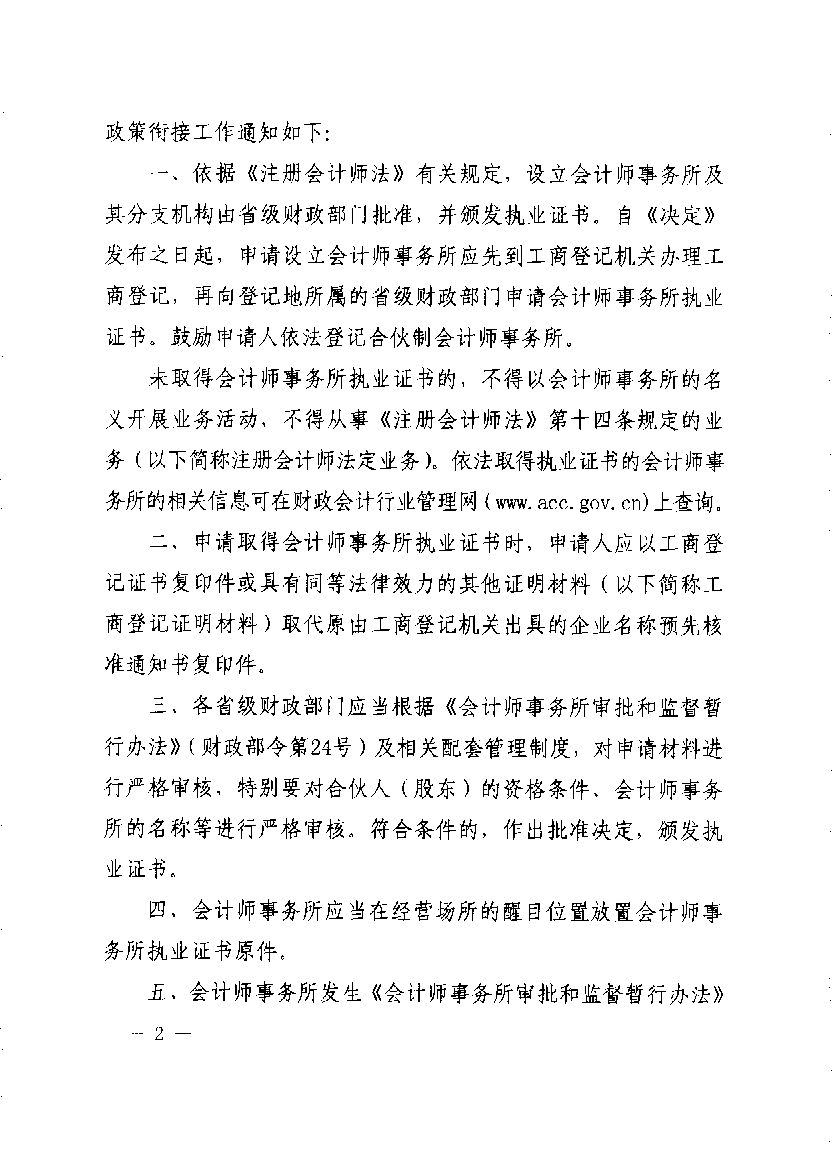 政策衔接工作通知如下：
一、依据《注册会计师法》有关规定，设立会计师事务所及
其分支机构由省级财政部门批准，并颁发执业证书。自《决定》
发布之日起，申请设立会计师事务所应先到工商登记机关办理工
商登记，再向登记地所属的省级财政部门申请会计师事务所执业
证书。鼓励申请人依法登记合伙制会计师事务所。
未取得会计师事务所执业证书的，不得以会计师事务所的名
义开展业务活动，不得从事《注册会计师法》第十四条规定的业
务（以下简称注册会计师法定业务）。依法取得执业证书的会计师事
务所的相关信息可在财政会计行业管理网（www.acc.gov.cn）上查询。
二、申请取得会计师事务所执业证书时，申请人应以工商登
记证书复印件或具有同等法律效力的其他证明材料（以下简称工
商登记证明材料）取代原由工商登记机关出具的企业名称预先核
准通知书复印件。
三、各省级财政部门应当根据《会计师事务所审批和监督暂
行办法》（财政部令第24号）及相关配套管理制度，对申请材料进
行严格审核，特别要对合伙人（股东）的资格条件、会计师事务
所的名称等进行严格审核。符合条件的，作出批准决定，颁发执
业证书。
四、会计师事务所应当在经营场所的醒目位置放置会计师事
务所执业证书原件。
五、会计师事务所发生《会计师事务所审批和监督暂行办法》
— 2 —